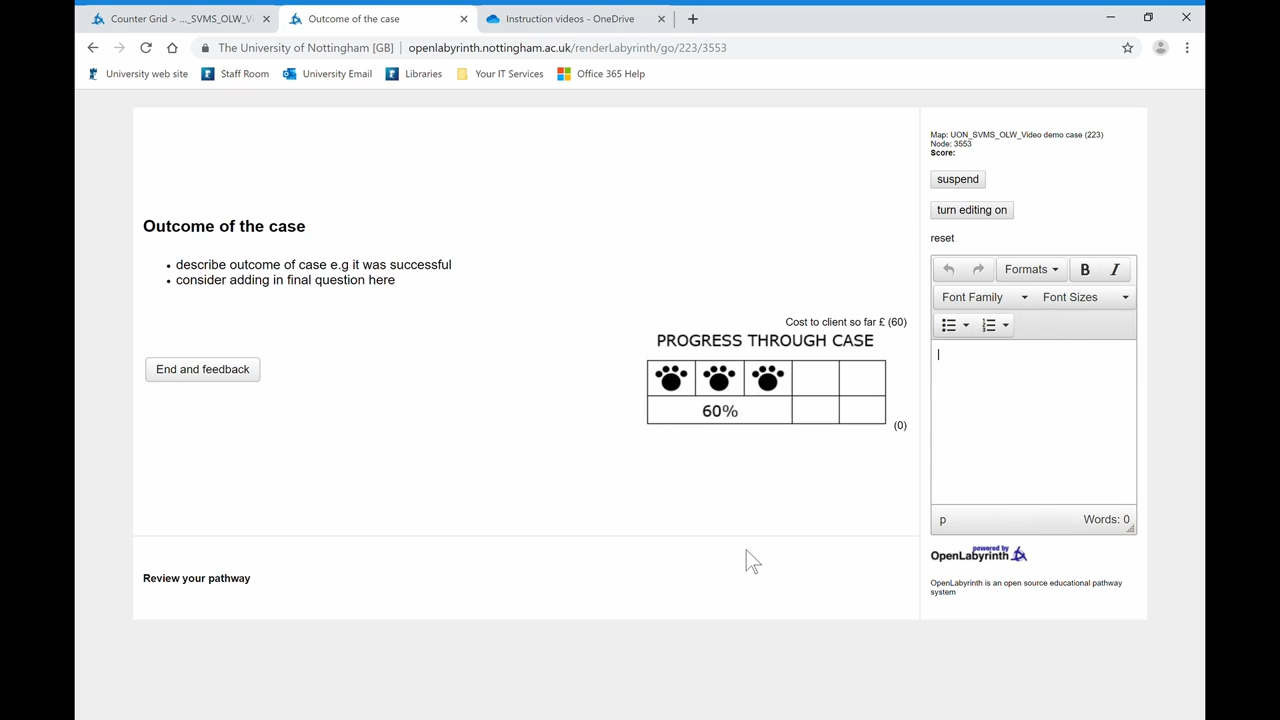 Counter Grid > ..._SVMS_OLW_Vi
Outcome of the case
Instruction videos - OneDrive
The University of Nottingham [GB] | openlabyrinth.nottingham.ac.uk/renderLabyrinth/go/223/3553
University web site
Staff Room
University Email
Libraries
Your IT Services
Office 365 Help
Outcome of the case
• describe outcome of case e.g it was successful
• consider adding in final question here
Cost to client so far £ (60)
PROGRESS THROUGH CASE
60%
(0)
End and feedback
Review your pathway
Map: UON_SVMS_OLW_Video demo case (223)
Node: 3553
Score:
suspend
turn editing on
reset
Formats
B I
Font Family
Font Sizes
p
Words: 0
powered by
OpenLabyrinth
OpenLabyrinth is an open source educational pathway
system